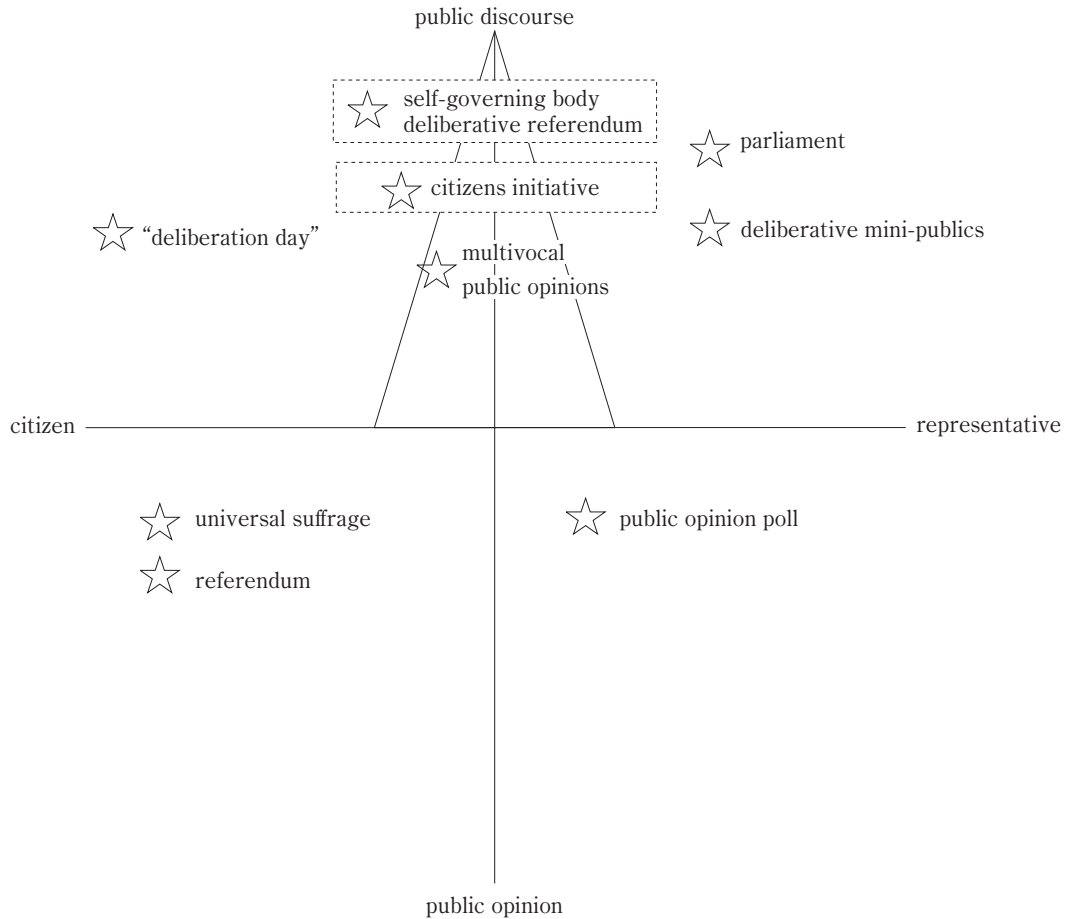 public discourse
self-governing body
deliberative referendum
parliament
citizens initiative
“deliberation day”
deliberative mini-publics
multivocal
public opinions
citizen
representative
universal suffrage
public opinion poll
referendum
public opinion